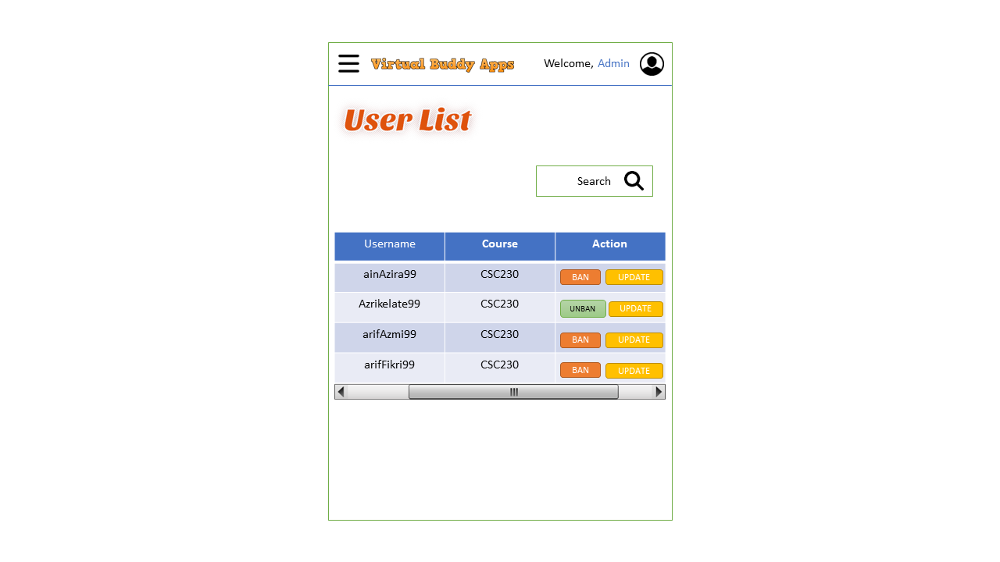 Virtual Buddy Apps
Welcome, Admin
User List
Search
Username Course Action
ainAzira99 CSC230 BAN UPDATE
Azrikelate99 CSC230 UNBAN UPDATE
arifAzmi99 CSC230 BAN UPDATE
arifFikri99 CSC230 BAN UPDATE